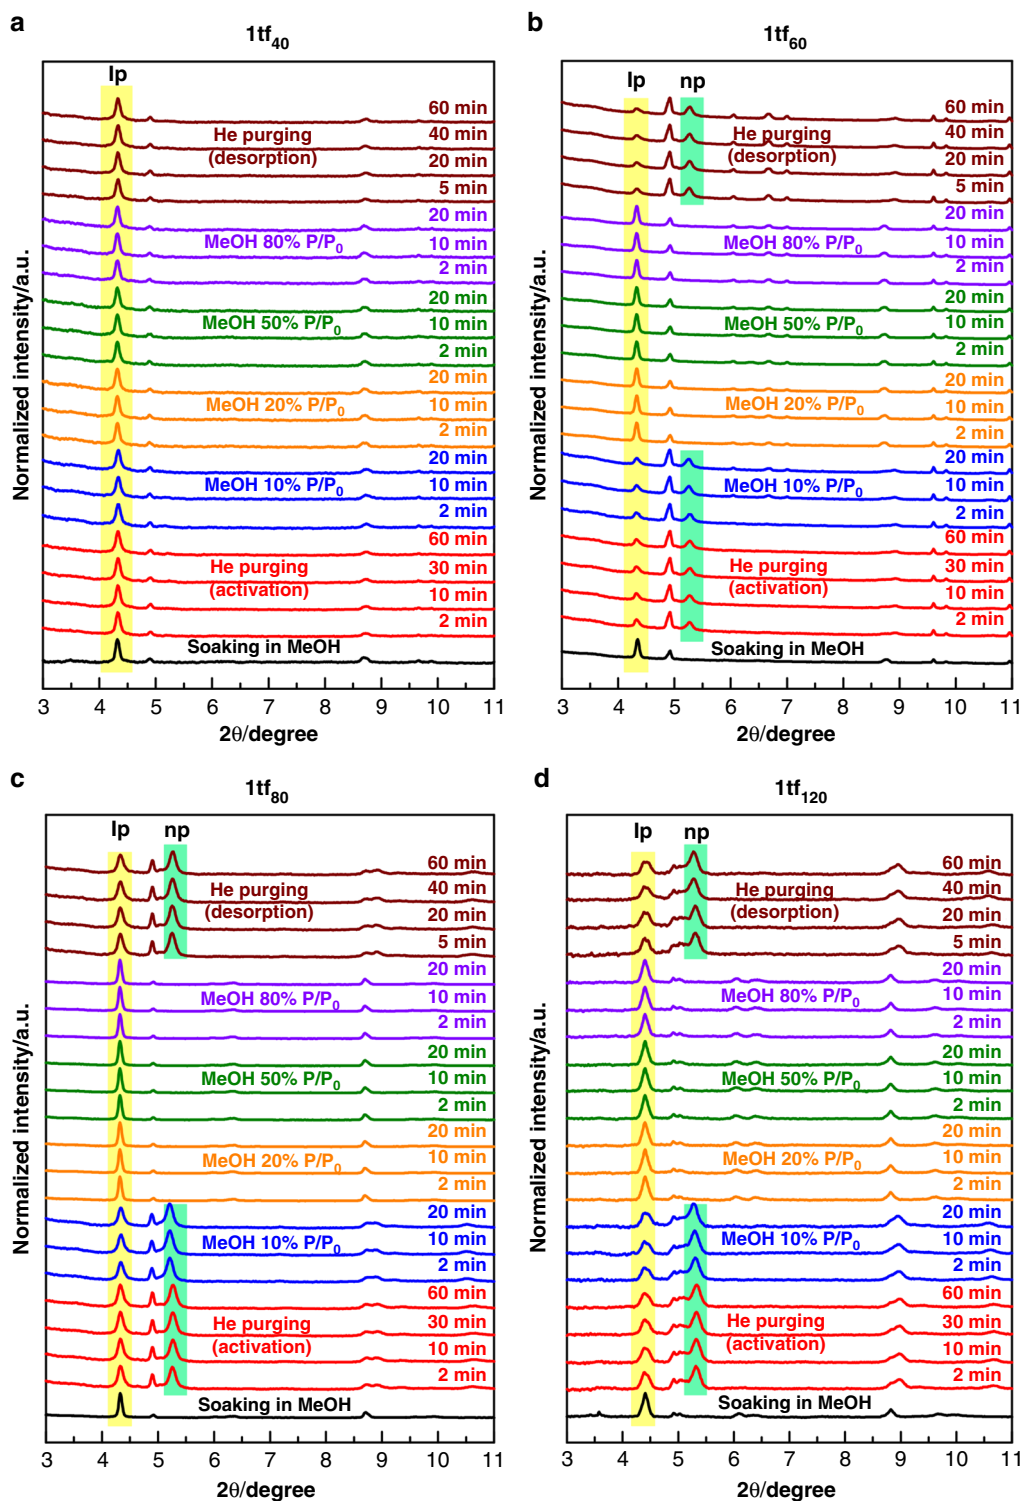 a
1tf40
lp
60 min
He purging
40 min
(desorption)
20 min
5 min
20 min
MeOH 80% P/P0
10 min
2 min
20 min
MeOH 50% P/P0
10 min
2 min
20 min
MeOH 20% P/P0
10 min
2 min
20 min
MeOH 10% P/P0
10 min
2 min
60 min
He purging
30 min
(activation)
10 min
2 min
Soaking in MeOH
Normalized intensity/a.u.
3 4 5 6 7 8 9 10 11
2θ/degree
b
1tf60
lp np
60 min
He purging
40 min
(desorption)
20 min
5 min
20 min
MeOH 80% P/P0
10 min
2 min
20 min
MeOH 50% P/P0
10 min
2 min
20 min
MeOH 20% P/P0
10 min
2 min
20 min
MeOH 10% P/P0
10 min
2 min
60 min
He purging
30 min
(activation)
10 min
2 min
Soaking in MeOH
Normalized intensity/a.u.
3 4 5 6 7 8 9 10 11
2θ/degree
c
1tf80
lp np
60 min
He purging
40 min
(desorption)
20 min
5 min
20 min
MeOH 80% P/P0
10 min
2 min
20 min
MeOH 50% P/P0
10 min
2 min
20 min
MeOH 20% P/P0
10 min
2 min
20 min
MeOH 10% P/P0
10 min
2 min
60 min
He purging
30 min
(activation)
10 min
2 min
Soaking in MeOH
Normalized intensity/a.u.
3 4 5 6 7 8 9 10 11
2θ/degree
d
1tf120
lp np
60 min
He purging
40 min
(desorption)
20 min
5 min
20 min
MeOH 80% P/P0
10 min
2 min
20 min
MeOH 50% P/P0
10 min
2 min
20 min
MeOH 20% P/P0
10 min
2 min
20 min
MeOH 10% P/P0
10 min
2 min
60 min
He purging
30 min
(activation)
10 min
2 min
Soaking in MeOH
Normalized intensity/a.u.
3 4 5 6 7 8 9 10 11
2θ/degree